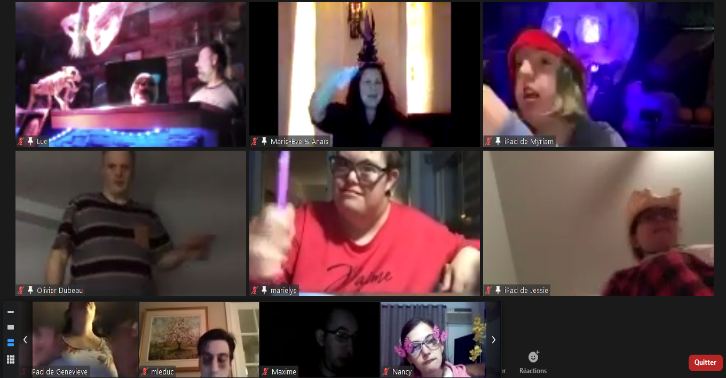 Luc
Marie-Eve & Anaïs
iPad de Myriam
Olivier Dubeau
marielys
iPad de Jessie
J'aime
iPad de Geneviève
mleduc
Maxime
Nancy
Réactions
Quitter